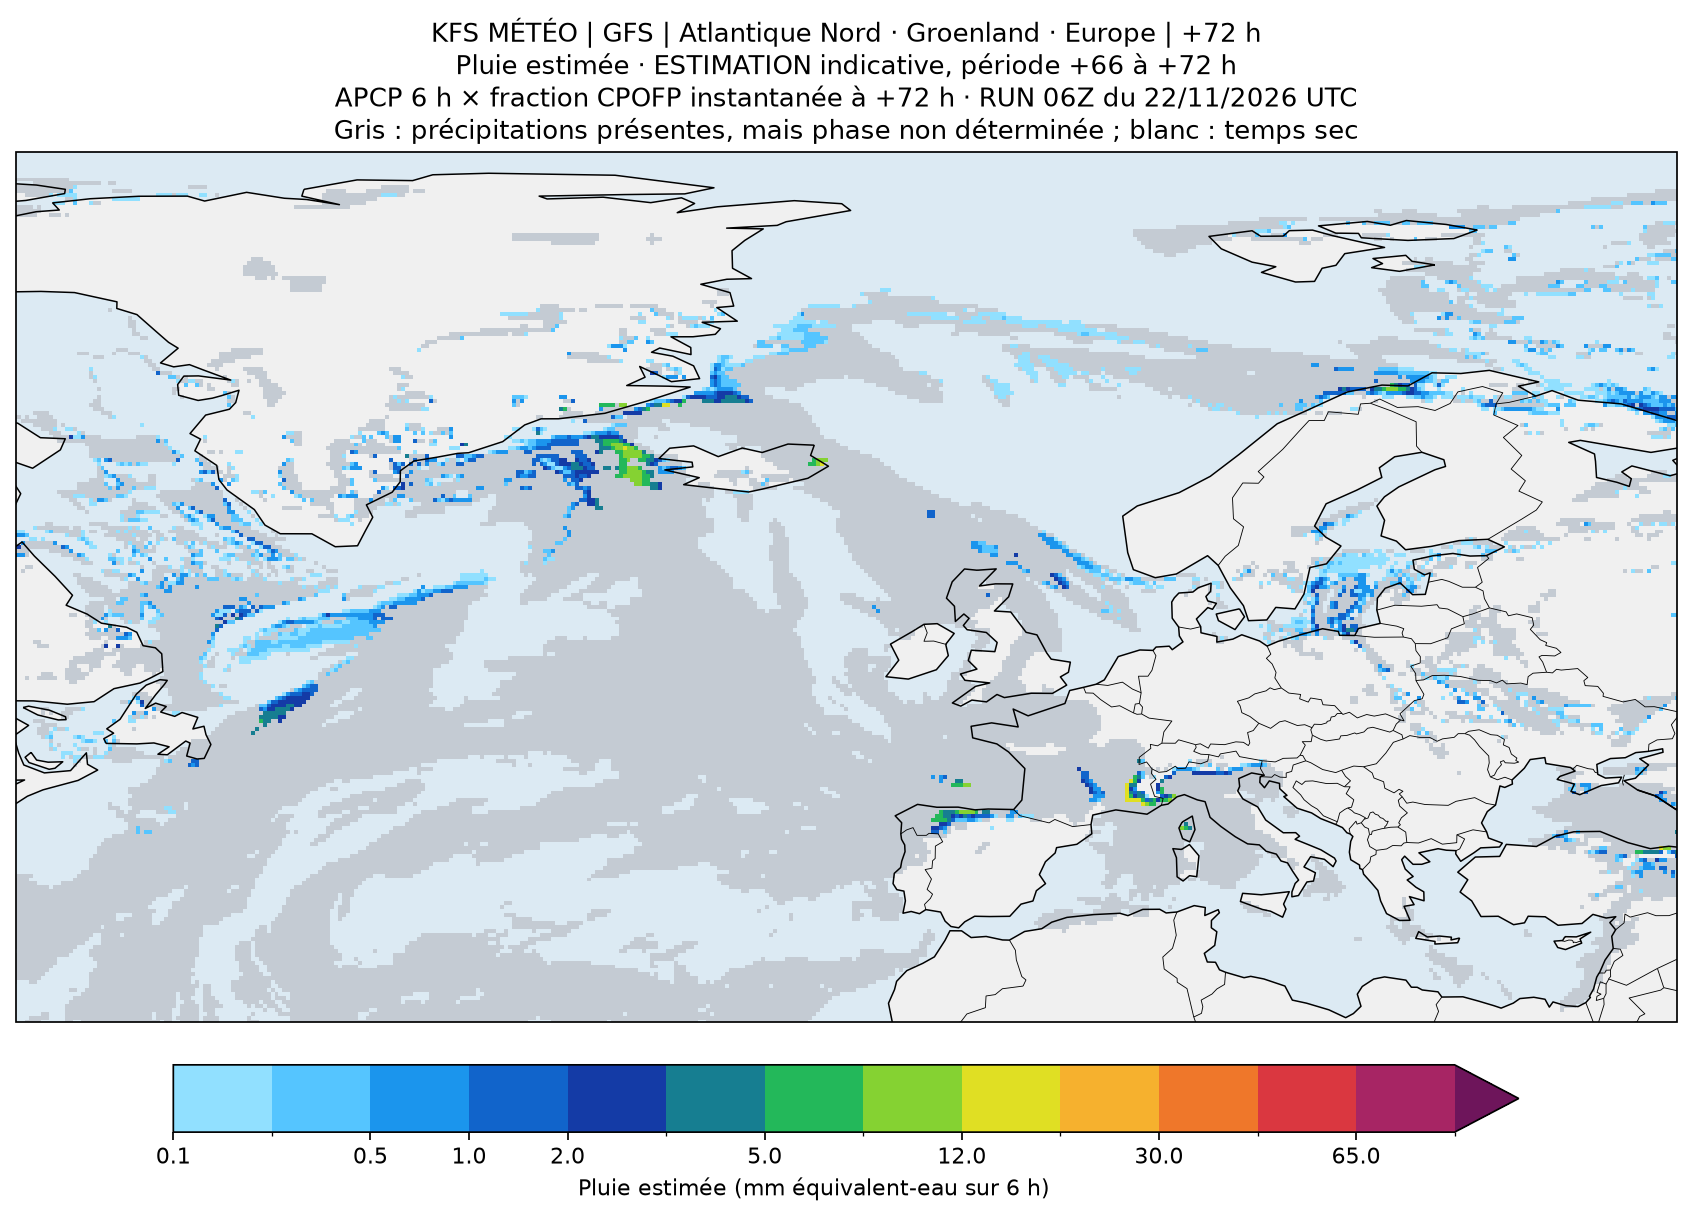 KFS MÉTÉO | GFS | Atlantique Nord · Groenland · Europe | +72 h
Pluie estimée · ESTIMATION indicative, période +66 à +72 h
APCP 6 h × fraction CPOFP instantanée à +72 h · RUN 06Z du 22/11/2026 UTC
Gris : précipitations présentes, mais phase non déterminée ; blanc : temps sec
0.1 0.5 1.0 2.0 5.0 12.0 30.0 65.0
Pluie estimée (mm équivalent-eau sur 6 h)